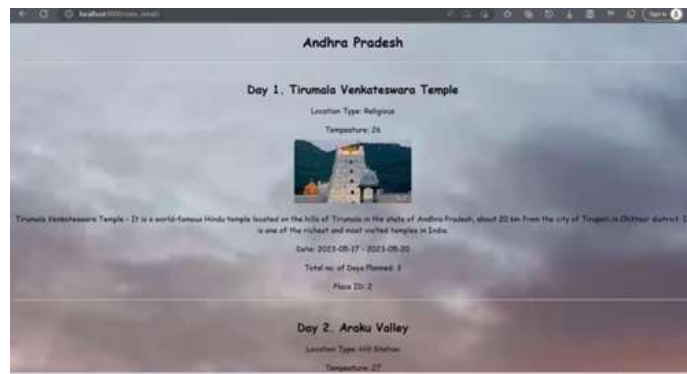 localhost
Andhra Pradesh
Day 1. Tirumala Venkateswara Temple
Location Type: Religious
Tempeature: 26
Tirumala Venkateswara Temple - It is a world-famous Hindu temple located on the hills of Tirumala in the state of Andhra Pradesh, about 20 km from the city of Tirupati in Chittoor district. I
is one of the richest and most visited temples in India.
Date: 2023-05-17 - 2023-05-20
Total no. of Days Planned: 3
Place ID: 2
Day 2. Araku Valley
Location Type: Hill Station
Tempeature: 27